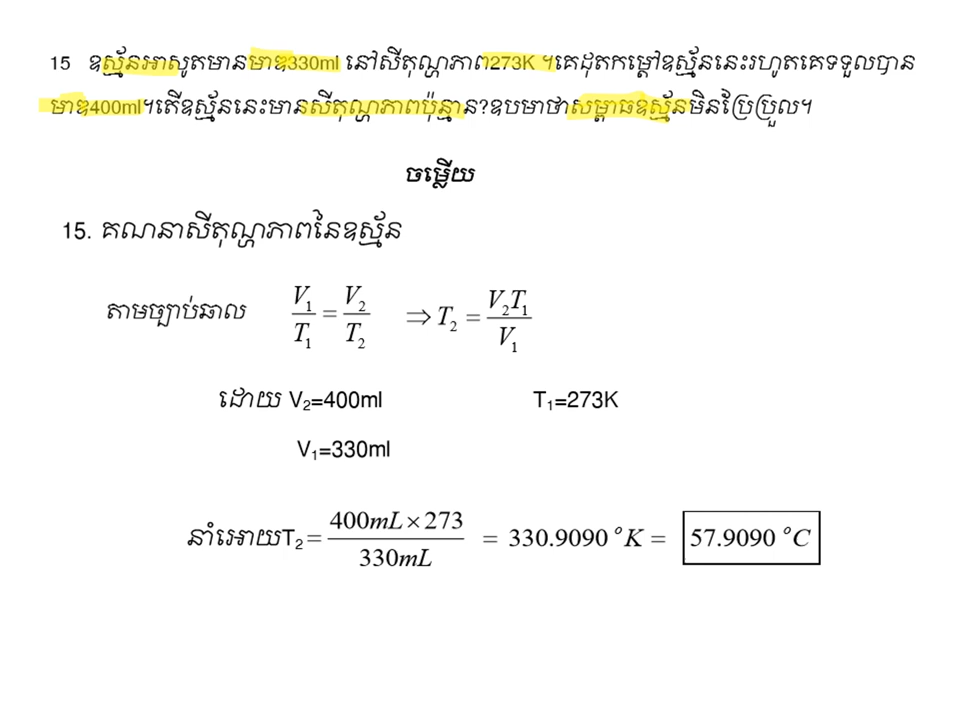 15 ឧស្ម័នអាសូតមានមាឌ330ml នៅសីតុណ្ហភាព273K ។គេដុតកម្ដៅឧស្ម័ននេះរហូតគេទទួលបាន
មាឌ400ml។តើឧស្ម័ននេះមានសីតុណ្ហភាពប៉ុន្មាន?ឧបមាថាសម្ពាធឧស្ម័នមិនប្រែប្រួល។
ចម្លើយ
15. គណនាសីតុណ្ហភាពនៃឧស្ម័ន
តាមច្បាប់ឆាល V₁/T₁ = V₂/T₂ ⇒ T₂ = V₂T₁/V₁
ដោយ V₂=400ml T₁=273K
V₁=330ml
នាំអោយT₂ = 400mL × 273/330mL = 330.9090 °K = 57.9090 °C